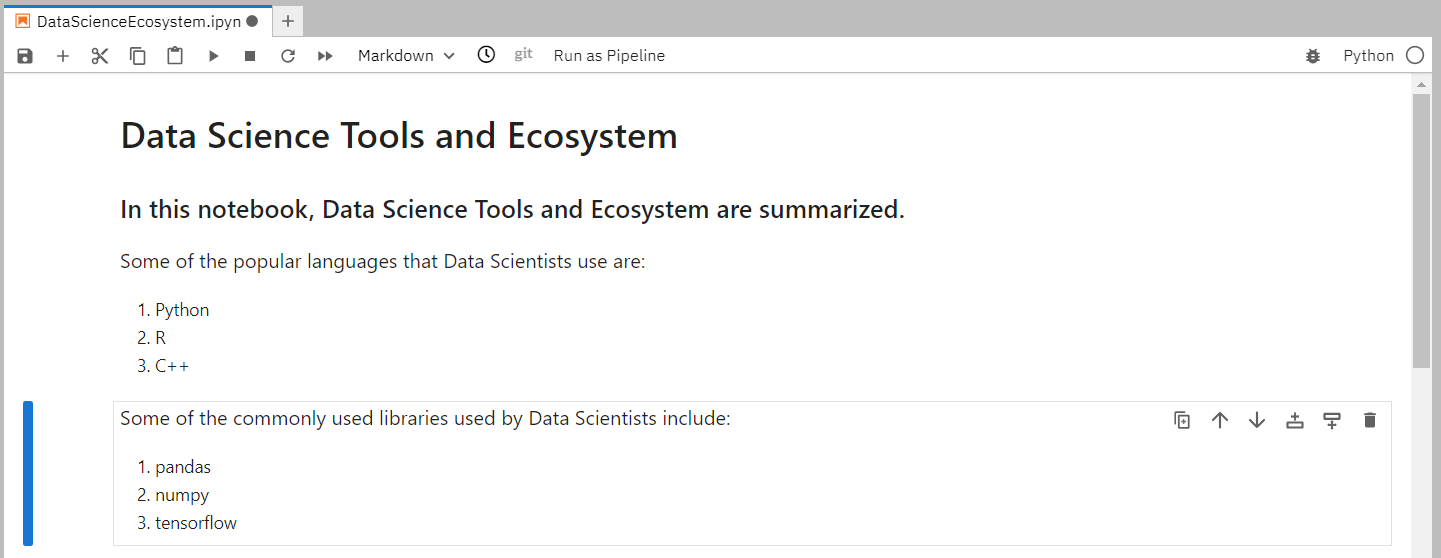 DataScienceEcosystem.ipyn
Markdown git Run as Pipeline Python
Data Science Tools and Ecosystem
In this notebook, Data Science Tools and Ecosystem are summarized.
Some of the popular languages that Data Scientists use are:
1. Python
2. R
3. C++
Some of the commonly used libraries used by Data Scientists include:
1. pandas
2. numpy
3. tensorflow